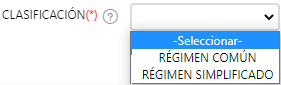 CLASIFICACIÓN(*) ?
-Seleccionar-
RÉGIMEN COMÚN
RÉGIMEN SIMPLIFICADO